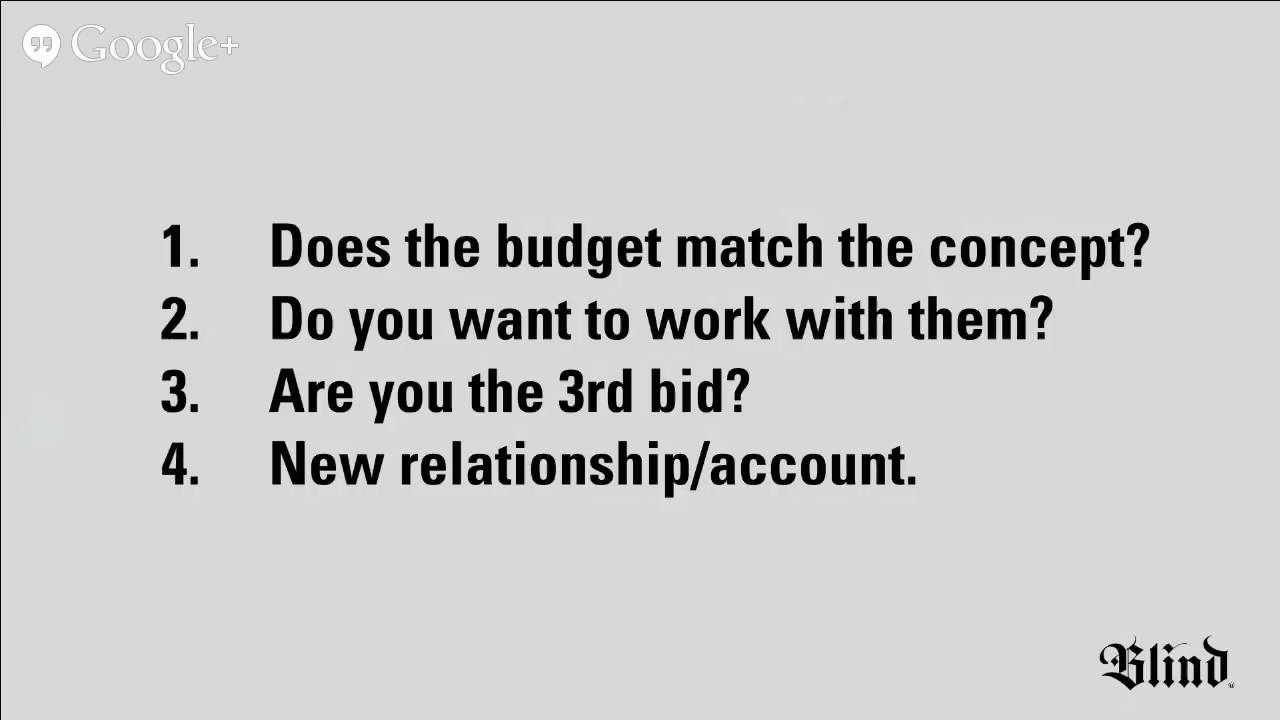 Google+
1. Does the budget match the concept?
2. Do you want to work with them?
3. Are you the 3rd bid?
4. New relationship/account.
Blind